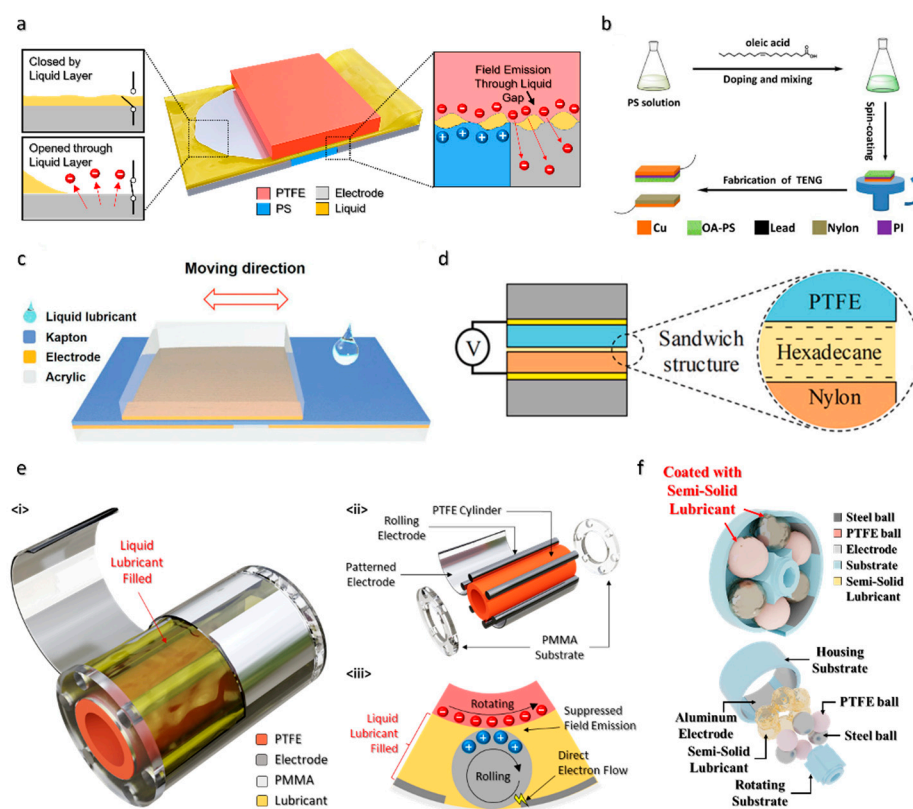 a
Closed by
Liquid Layer
Opened through
Liquid Layer
Field Emission
Through Liquid
Gap
PTFE
Electrode
PS
Liquid
b
oleic acid
Doping and mixing
PS solution
Spin-coating
Fabrication of TENG
Cu
OA-PS
Lead
Nylon
PI
c
Moving direction
Liquid lubricant
Kapton
Electrode
Acrylic
d
V
Sandwich
structure
PTFE
Hexadecane
Nylon
e
<i>
Liquid
Lubricant
Filled
PTFE
Electrode
PMMA
Lubricant
<ii>
PTFE Cylinder
Rolling
Electrode
Patterned
Electrode
PMMA
Substrate
<iii>
Rotating
Liquid
Lubricant
Filled
Suppressed
Field Emission
Direct
Electron Flow
Rolling
f
Coated with
Semi-Solid
Lubricant
Steel ball
PTFE ball
Electrode
Substrate
Semi-Solid
Lubricant
Housing
Substrate
PTFE ball
Aluminum
Electrode
Steel ball
Semi-Solid
Lubricant
Rotating
Substrate